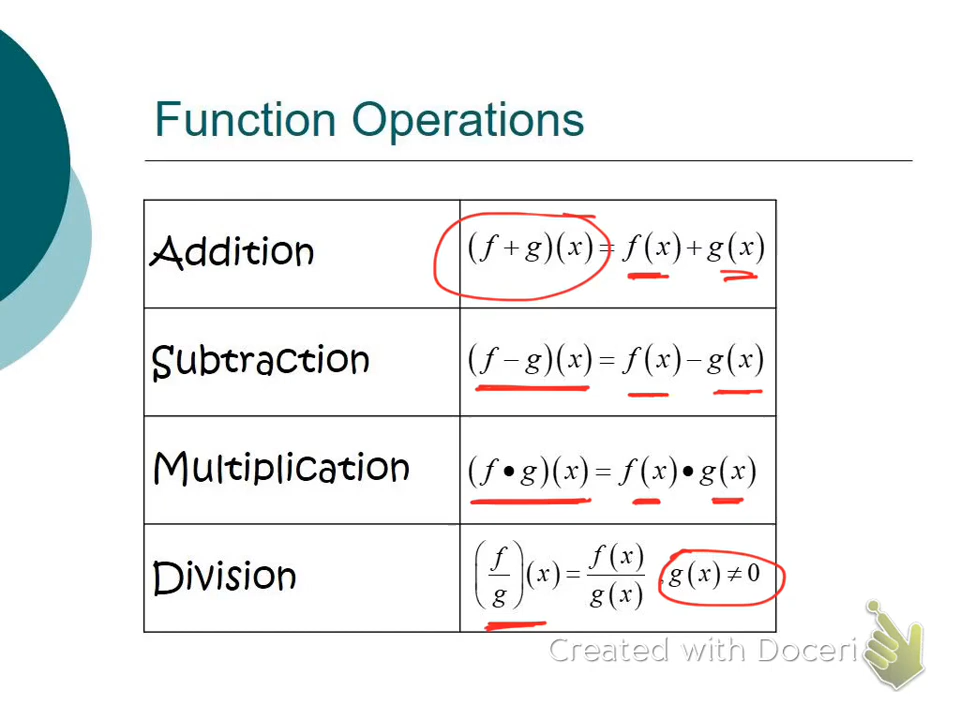 Function Operations
Addition
(f + g)(x) = f(x) + g(x)
Subtraction
(f − g)(x) = f(x) − g(x)
Multiplication
(f • g)(x) = f(x) • g(x)
Division
(f/g)(x) = f(x)/g(x), g(x) ≠ 0
Created with Doceri